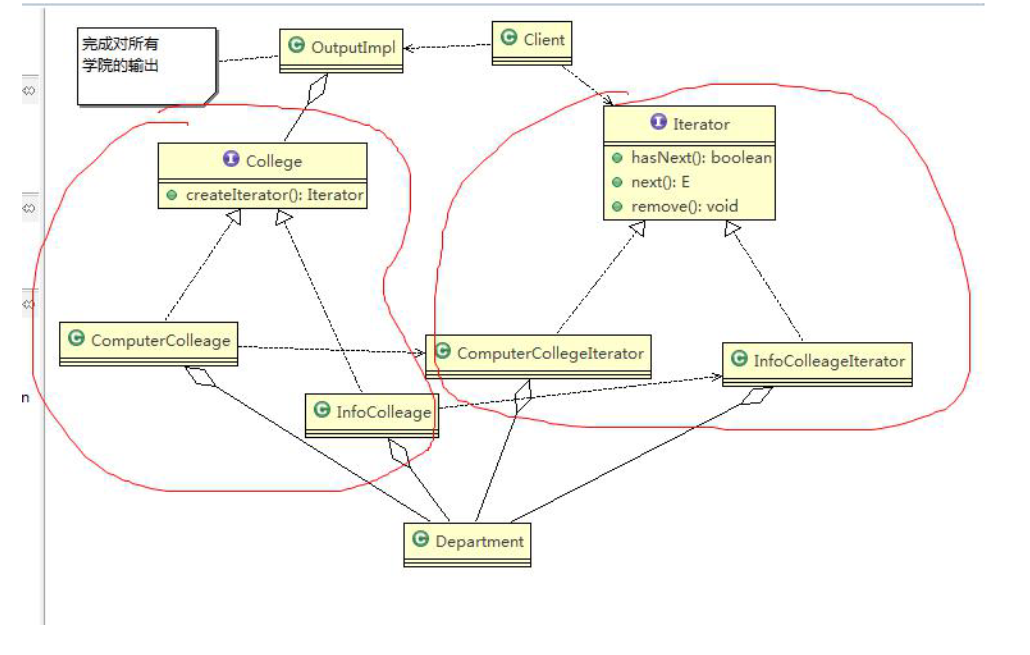 完成对所有
学院的输出
C OutputImpl
C Client
I College
createIterator(): Iterator
I Iterator
hasNext(): boolean
next(): E
remove(): void
C ComputerColleage
C ComputerCollegeIterator
C InfoColleageIterator
n
C InfoColleage
C Department